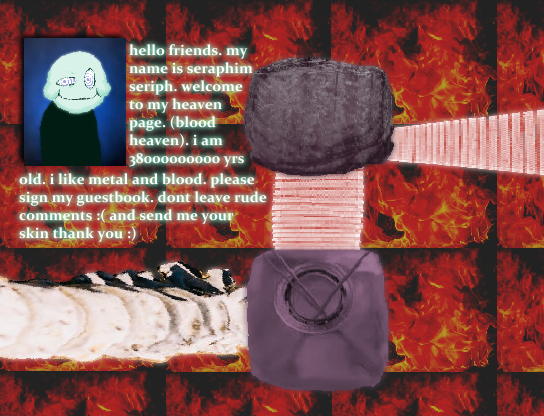 hello friends. my
name is seraphim
seriph. welcome
to my heaven
page. (blood
heaven). i am
38000000000 yrs
old. i like metal and blood. please
sign my guestbook. dont leave rude
comments :( and send me your
skin thank you :)